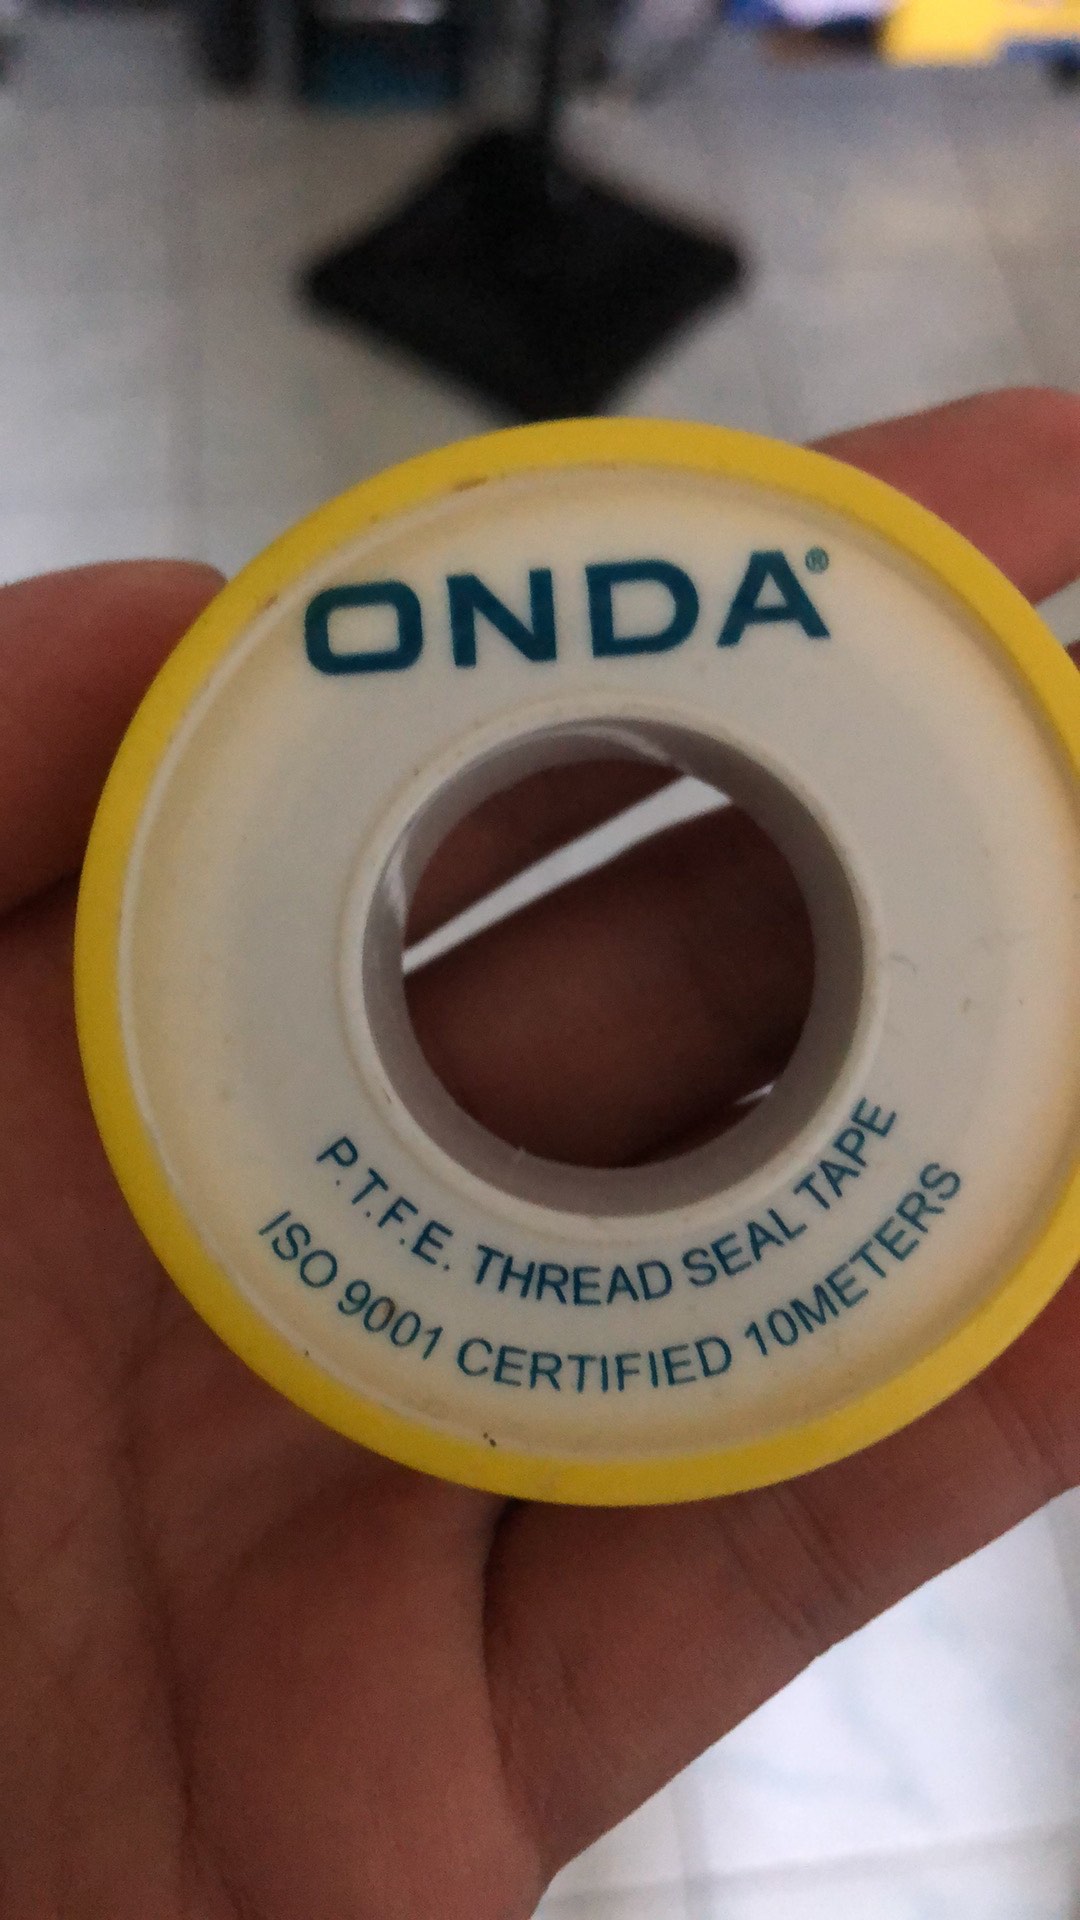 ONDA®
P.T.F.E. THREAD SEAL TAPE
ISO 9001 CERTIFIED 10METERS